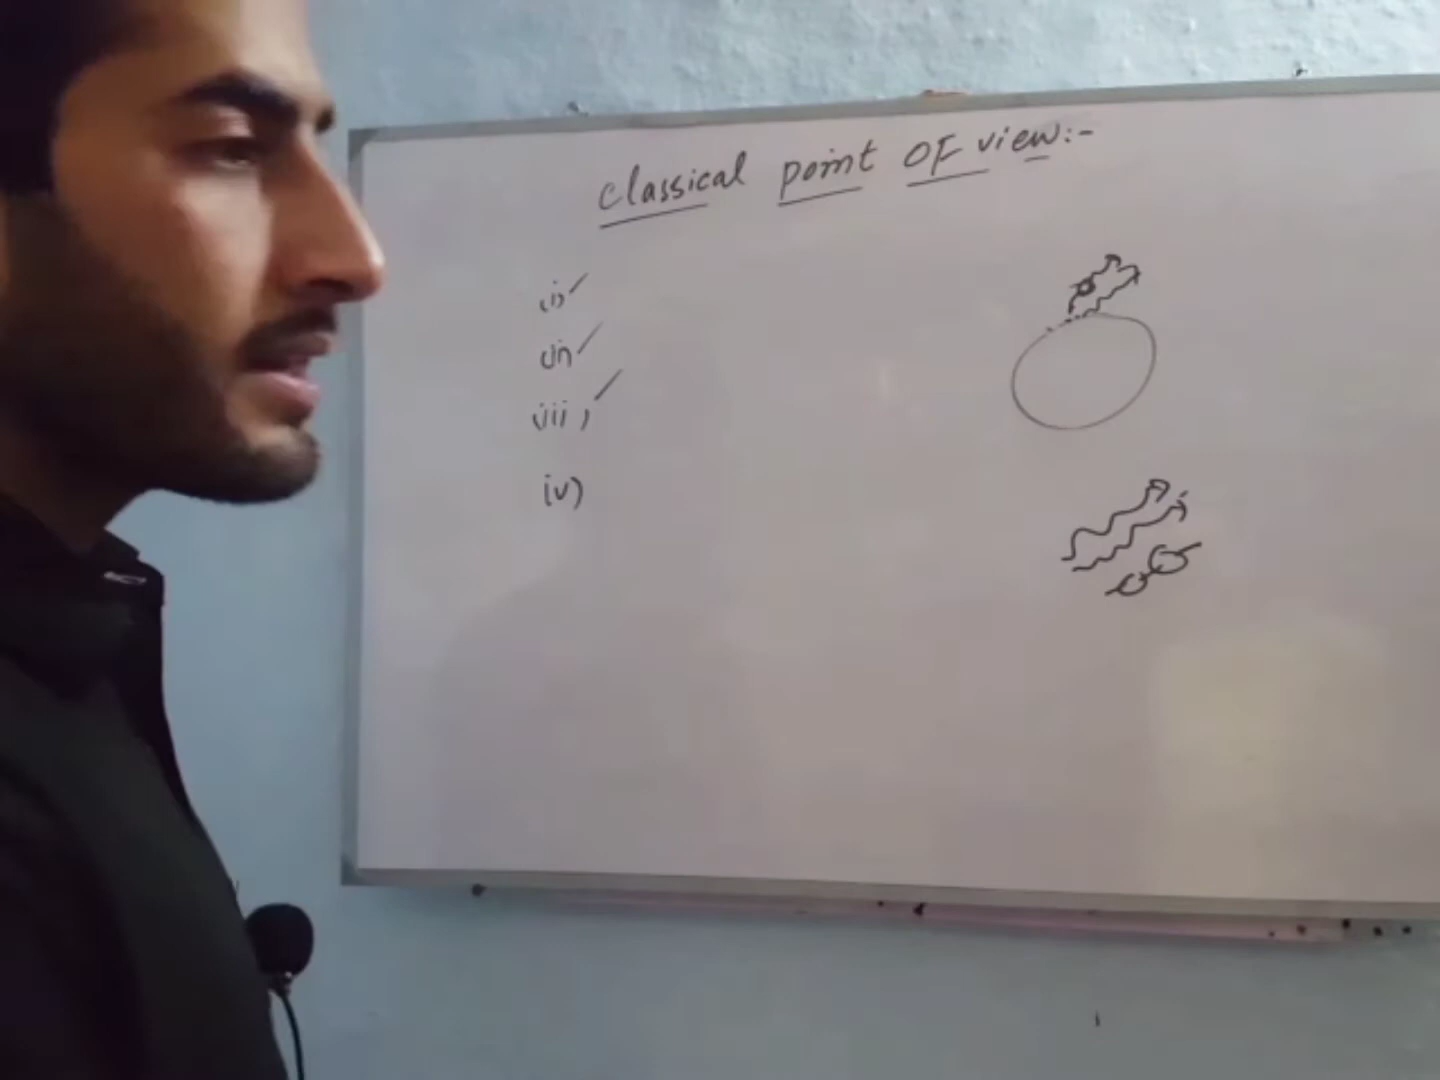 classical point OF view:-
(i)
(ii)
(iii)
iv)